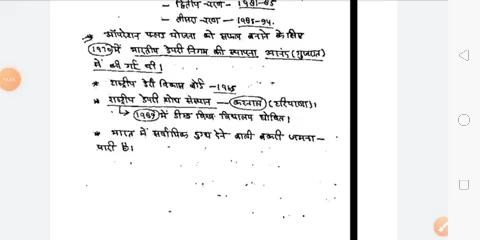 – द्वितीय चरण – 1981-85
– तीसरा चरण – 1985-94.
* ऑपरेशन फ्लड योजना को सफल बनाने के लिए
1970 में भारतीय डेयरी निगम की स्थापना आनंद (गुजरात)
में की गई थी।
* राष्ट्रीय डेरी विकास बोर्ड – 1965
* राष्ट्रीय डेयरी शोध संस्थान – करनाल (हरियाणा)।
→ 1989 में डीम्ड विश्व विद्यालय घोषित।
* भारत में सर्वाधिक दुग्ध देने वाली बकरी जमना-
पारी है।